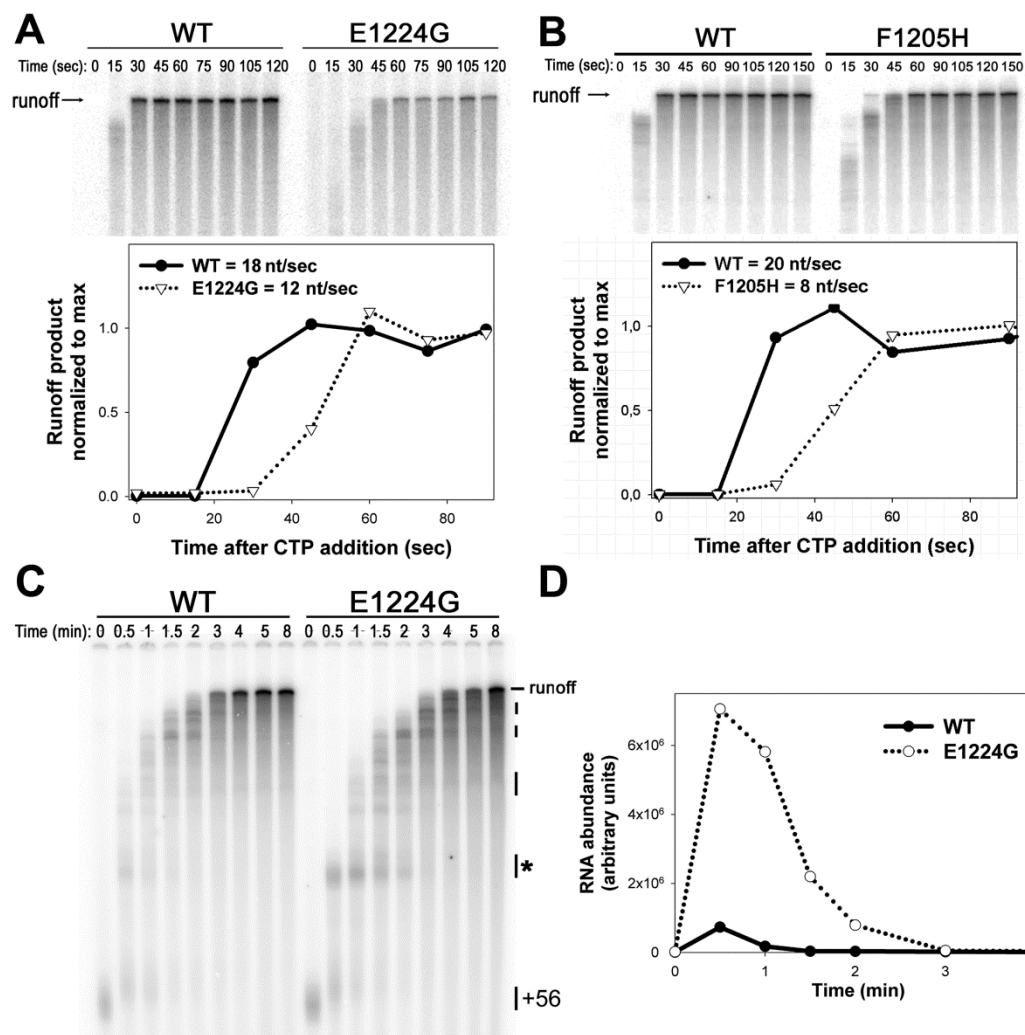 A
WT E1224G
Time (sec): 0 15 30 45 60 75 90 105 120 0 15 30 45 60 75 90 105 120
runoff
WT = 18 nt/sec
E1224G = 12 nt/sec
Runoff product
normalized to max
1.0
0.5
0.0
0 20 40 60 80
Time after CTP addition (sec)
B
WT F1205H
Time (sec): 0 15 30 45 60 90 105 120 150 0 15 30 45 60 90 105 120 150
runoff
WT = 20 nt/sec
F1205H = 8 nt/sec
Runoff product
normalized to max
1,0
0,5
0,0
0 20 40 60 80
Time after CTP addition (sec)
C
WT E1224G
Time (min): 0 0.5 1 1.5 2 3 4 5 8 0 0.5 1 1.5 2 3 4 5 8
runoff
*
+56
D
WT
E1224G
RNA abundance
(arbitrary units)
6x10⁶
4x10⁶
2x10⁶
0
0 1 2 3
Time (min)